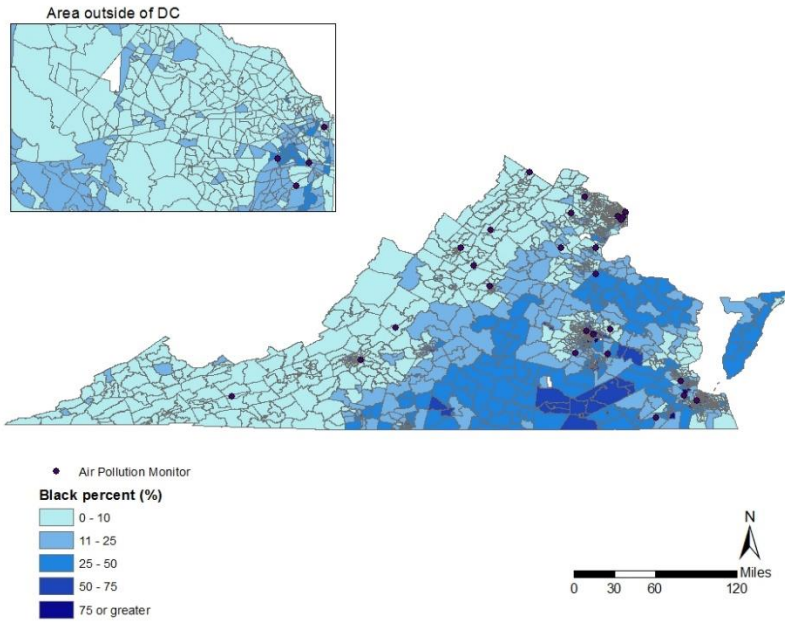 Area outside of DC
Air Pollution Monitor
Black percent (%)
0 - 10
11 - 25
25 - 50
50 - 75
75 or greater
N
Miles
0 30 60 120